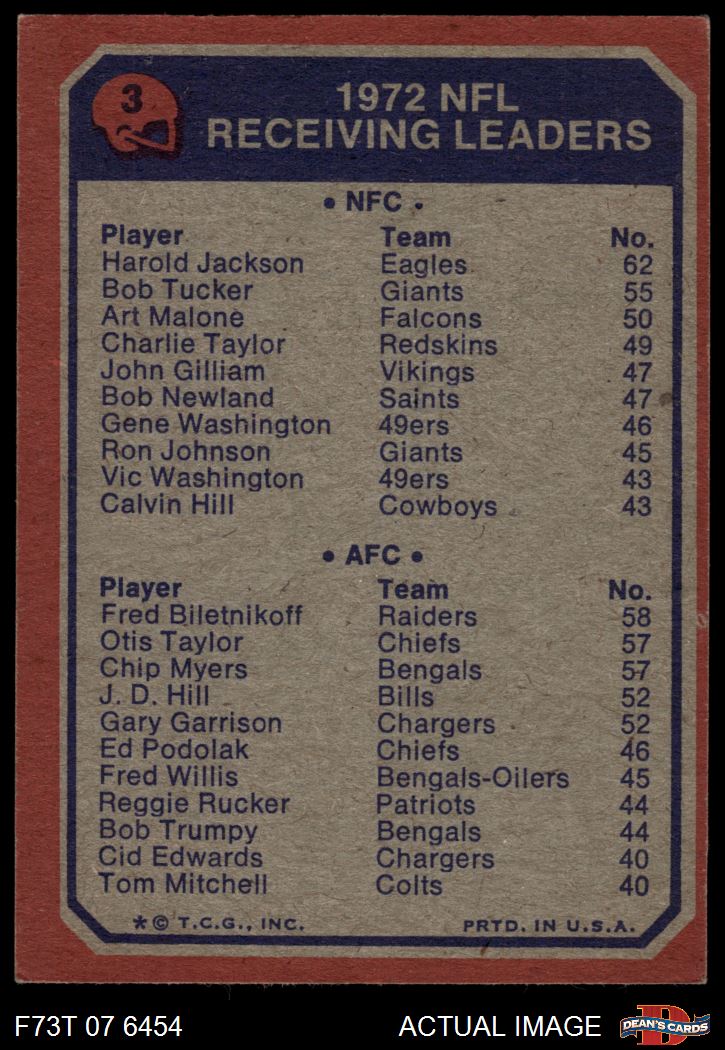 3
1972 NFL
RECEIVING LEADERS
• NFC •
Player Team No.
Harold Jackson Eagles 62
Bob Tucker Giants 55
Art Malone Falcons 50
Charlie Taylor Redskins 49
John Gilliam Vikings 47
Bob Newland Saints 47
Gene Washington 49ers 46
Ron Johnson Giants 45
Vic Washington 49ers 43
Calvin Hill Cowboys 43
• AFC •
Player Team No.
Fred Biletnikoff Raiders 58
Otis Taylor Chiefs 57
Chip Myers Bengals 57
J. D. Hill Bills 52
Gary Garrison Chargers 52
Ed Podolak Chiefs 46
Fred Willis Bengals-Oilers 45
Reggie Rucker Patriots 44
Bob Trumpy Bengals 44
Cid Edwards Chargers 40
Tom Mitchell Colts 40
*© T.C.G., INC. PRTD. IN U.S.A.
F73T 07 6454 ACTUAL IMAGE D DEAN'S CARDS